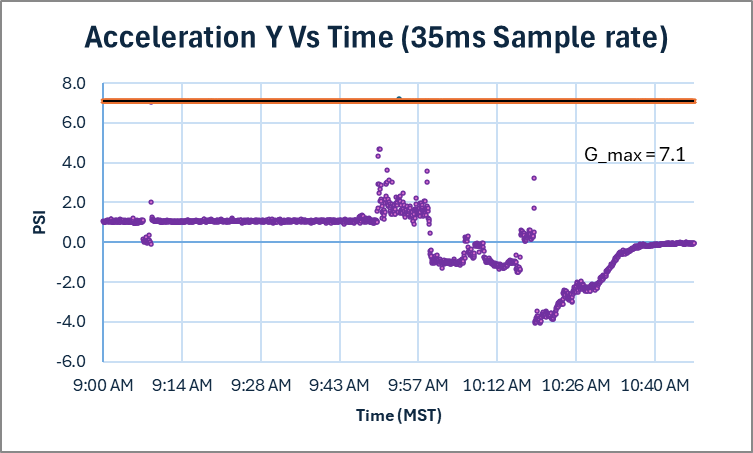 Acceleration Y Vs Time (35ms Sample rate)
8.0
6.0
4.0
2.0
0.0
-2.0
-4.0
-6.0
PSI
G_max = 7.1
9:00 AM 9:14 AM 9:28 AM 9:43 AM 9:57 AM 10:12 AM 10:26 AM 10:40 AM
Time (MST)